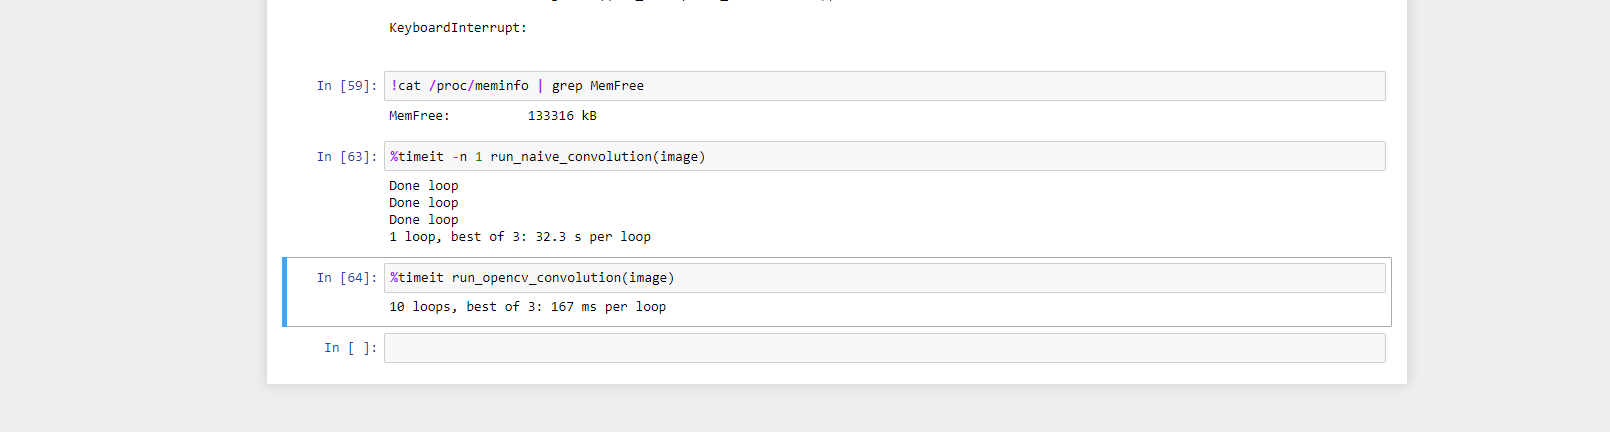 KeyboardInterrupt:
In [59]: !cat /proc/meminfo | grep MemFree
MemFree:          133316 kB
In [63]: %timeit -n 1 run_naive_convolution(image)
Done loop
Done loop
Done loop
1 loop, best of 3: 32.3 s per loop
In [64]: %timeit run_opencv_convolution(image)
10 loops, best of 3: 167 ms per loop
In [ ]: